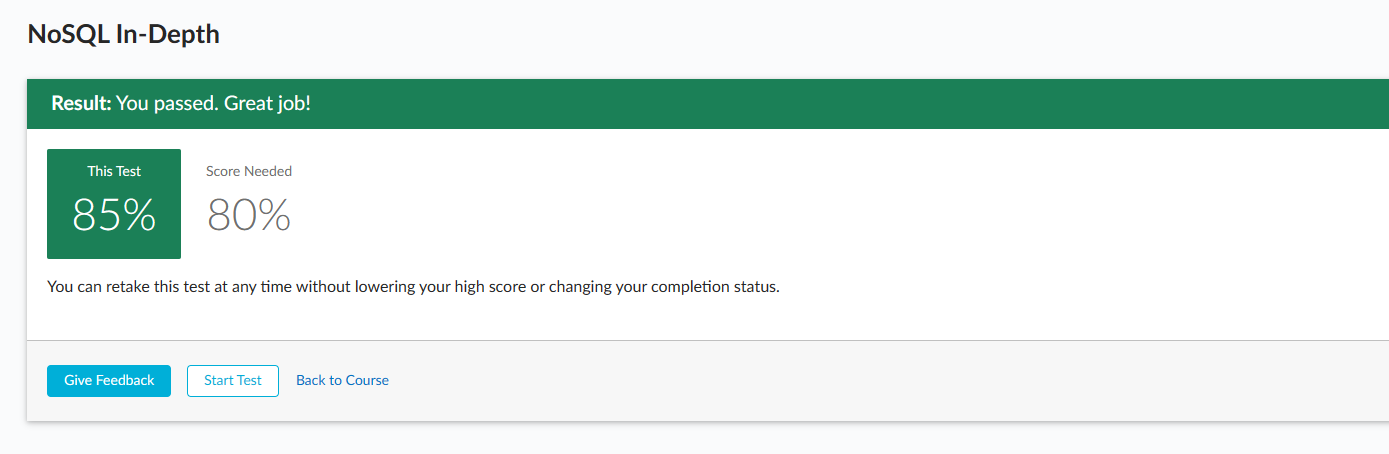 NoSQL In-Depth
Result: You passed. Great job!
This Test
85%
Score Needed
80%
You can retake this test at any time without lowering your high score or changing your completion status.
Give Feedback
Start Test
Back to Course